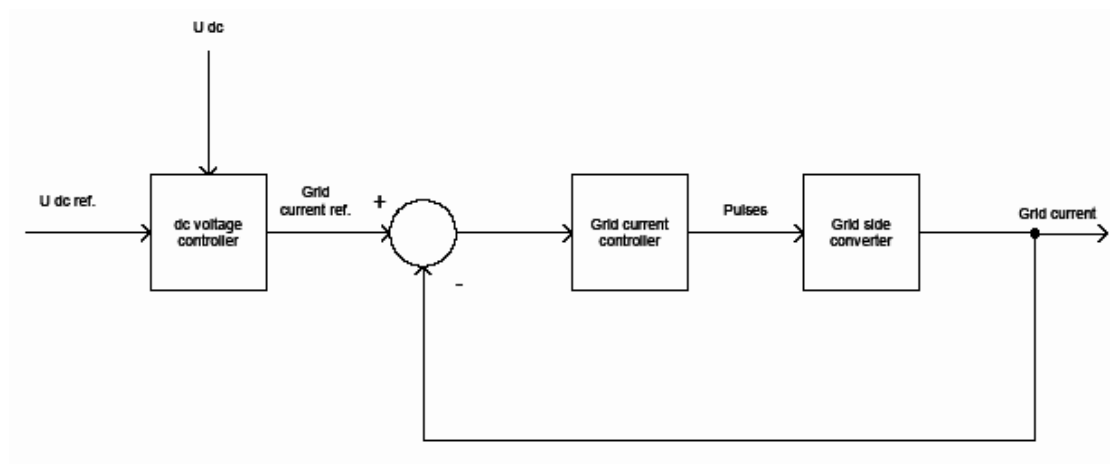 U dc
U dc ref.
dc voltage
controller
Grid
current ref.
+
-
Grid current
controller
Pulses
Grid side
converter
Grid current